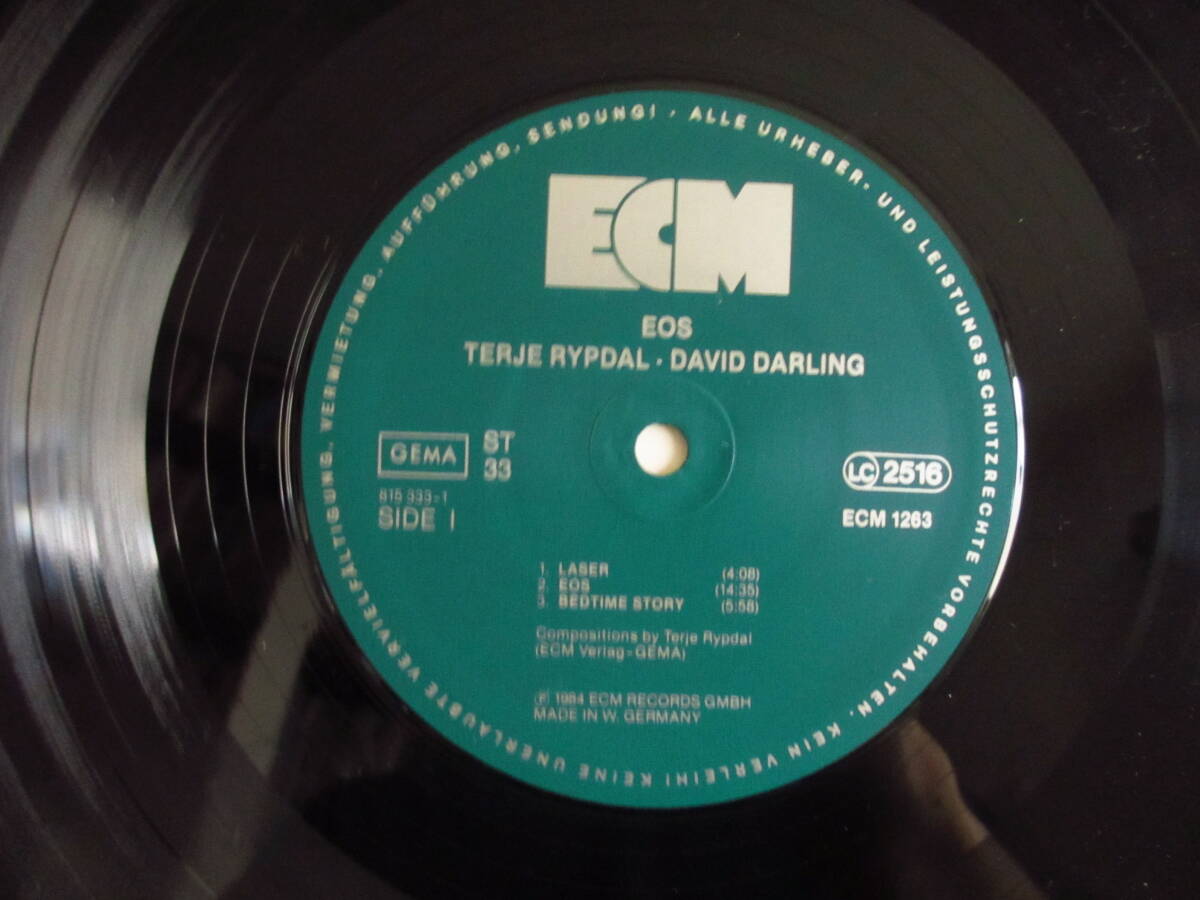 ALLE URHEBER- UND LEISTUNGSSCHUTZRECHTE VORBEHALTEN. KEIN VERLEIH! KEINE UNERLAUBTE VERVIELFÄLTIGUNG, VERMIETUNG, AUFFÜHRUNG, SENDUNG! ·
ECM
EOS
TERJE RYPDAL · DAVID DARLING
GEMA
ST
33
LC 2516
815 333-1
SIDE I
ECM 1263
1. LASER (4:08)
2. EOS (14:35)
3. BEDTIME STORY (5:58)
Compositions by Terje Rypdal
(ECM Verlag-GEMA)
Ⓟ 1984 ECM RECORDS GMBH
MADE IN W. GERMANY